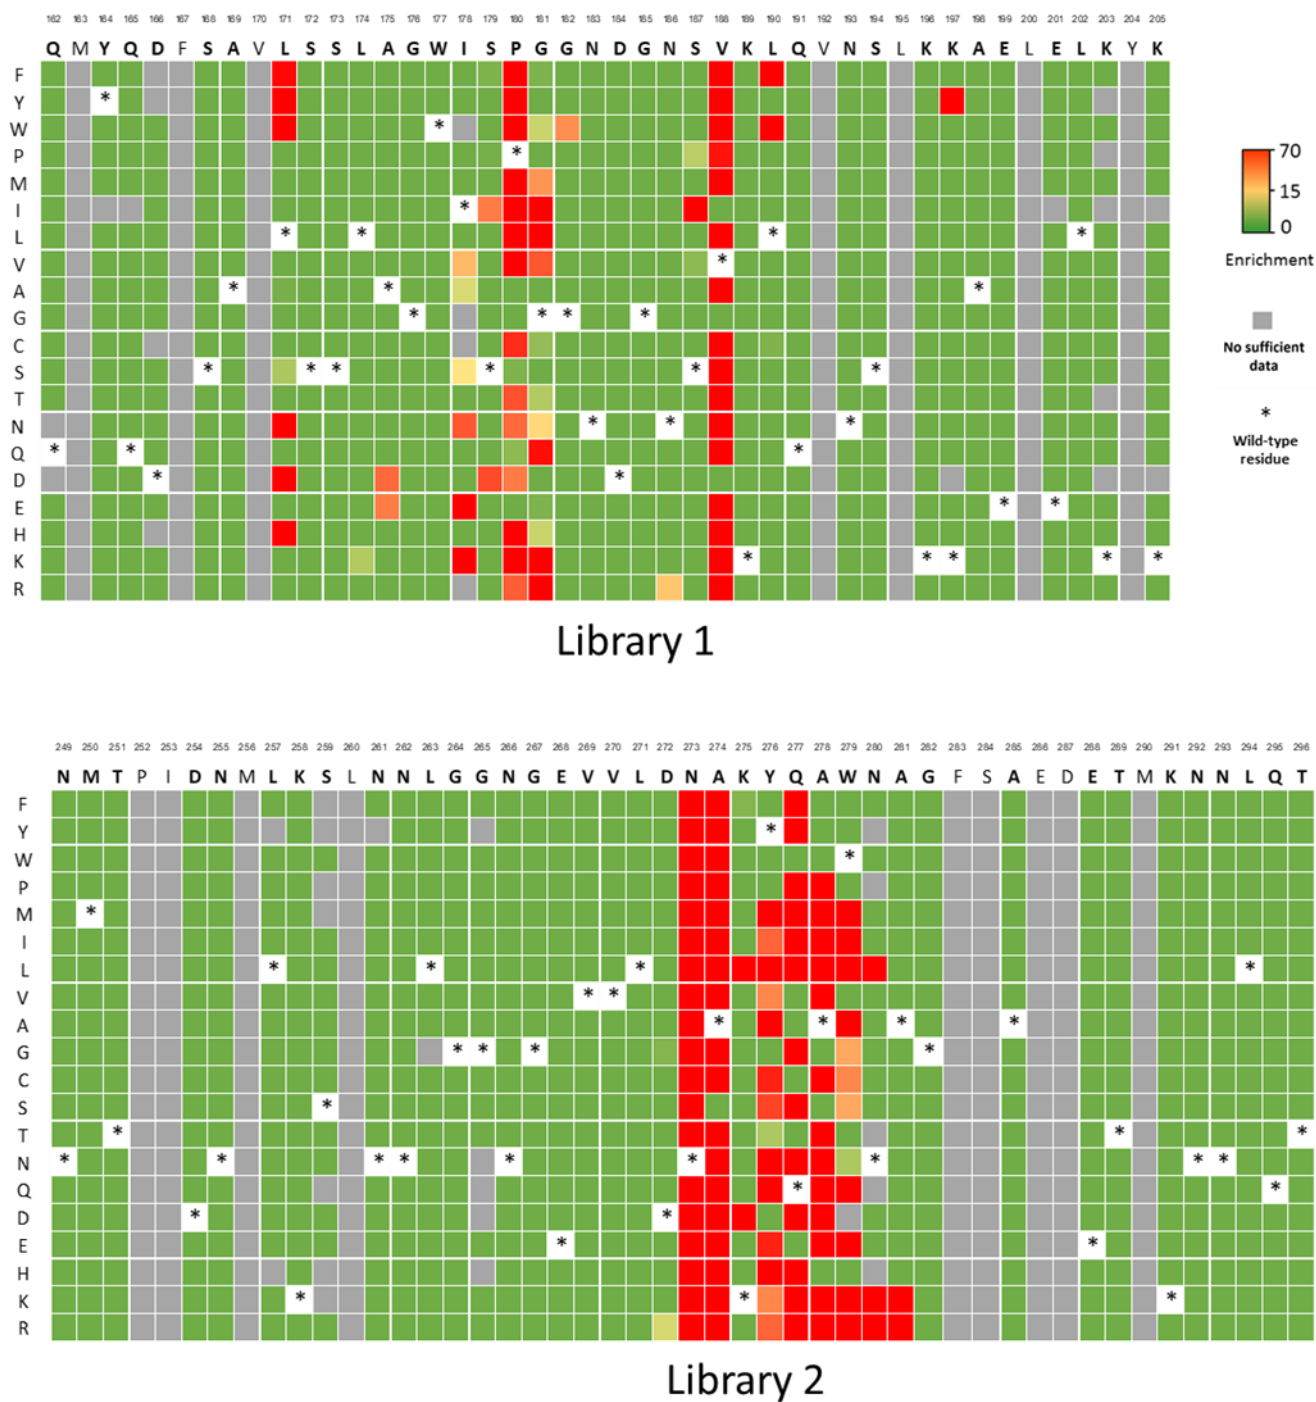 162 163 164 165 166 167 168 169 170 171 172 173 174 175 176 177 178 179 180 181 182 183 184 185 186 187 188 189 190 191 192 193 194 195 196 197 198 199 200 201 202 203 204 205
Q M Y Q D F S A V L S S L A G W I S P G G N D G N S V K L Q V N S L K K A E L E L K Y K
F
Y *
W *
P *
M
I *
L * * * *
V *
A * * *
G * * * *
C
S * * * * * *
T
N * * *
Q * * *
D * *
E * *
H
K * * * * *
R
70
15
0
Enrichment
No sufficient
data
*
Wild-type
residue
Library 1
249 250 251 252 253 254 255 256 257 258 259 260 261 262 263 264 265 266 267 268 269 270 271 272 273 274 275 276 277 278 279 280 281 282 283 284 285 286 287 288 289 290 291 292 293 294 295 296
N M T P I D N M L K S L N N L G G N G E V V L D N A K Y Q A W N A G F S A E D E T M K N N L Q T
F
Y *
W *
P
M *
I
L * * * *
V * *
A * * * *
G * * * *
C
S *
T * * *
N * * * * * * * * *
Q * *
D * *
E * *
H
K * * *
R
Library 2